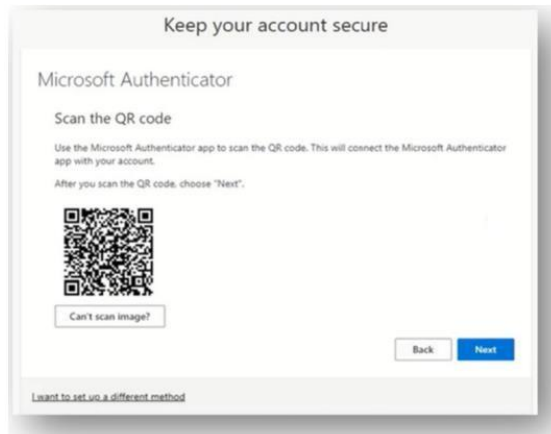 Keep your account secure
Microsoft Authenticator
Scan the QR code
Use the Microsoft Authenticator app to scan the QR code. This will connect the Microsoft Authenticator
app with your account.
After you scan the QR code, choose "Next".
Can't scan image?
Back
Next
I want to set up a different method